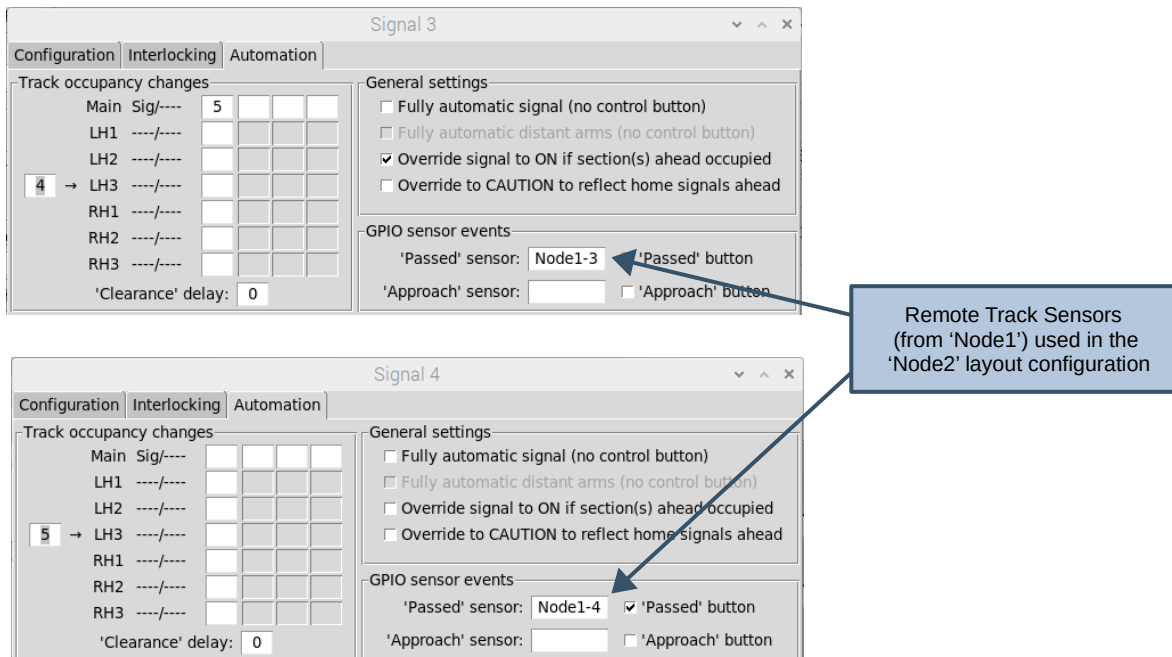 Signal 3
Configuration Interlocking Automation
Track occupancy changes
Main Sig/---- 5
LH1 ----/----
LH2 ----/----
4 → LH3 ----/----
RH1 ----/----
RH2 ----/----
RH3 ----/----
'Clearance' delay: 0
General settings
Fully automatic signal (no control button)
Fully automatic distant arms (no control button)
Override signal to ON if section(s) ahead occupied
Override to CAUTION to reflect home signals ahead
GPIO sensor events
'Passed' sensor: Node1-3 'Passed' button
'Approach' sensor: 'Approach' button
Remote Track Sensors
(from ‘Node1’) used in the
‘Node2’ layout configuration
Signal 4
Configuration Interlocking Automation
Track occupancy changes
Main Sig/----
LH1 ----/----
LH2 ----/----
5 → LH3 ----/----
RH1 ----/----
RH2 ----/----
RH3 ----/----
'Clearance' delay: 0
General settings
Fully automatic signal (no control button)
Fully automatic distant arms (no control button)
Override signal to ON if section(s) ahead occupied
Override to CAUTION to reflect home signals ahead
GPIO sensor events
'Passed' sensor: Node1-4 'Passed' button
'Approach' sensor: 'Approach' button